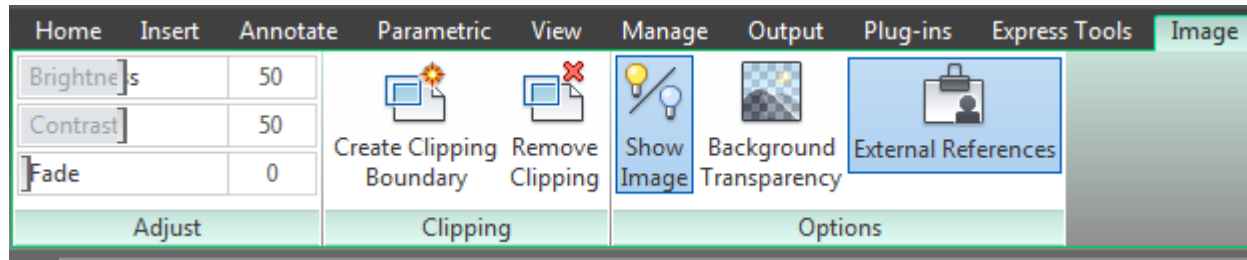 Home Insert Annotate Parametric View Manage Output Plug-ins Express Tools Image
Brightness 50
Contrast 50
Fade 0
Create Clipping
Boundary
Remove
Clipping
Show
Image
Background
Transparency
External References
Adjust Clipping Options